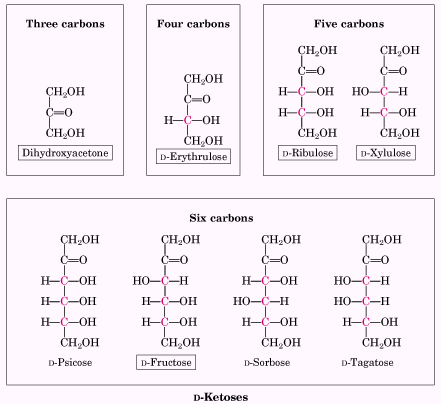 Three carbons
CH₂OH
C=O
CH₂OH
Dihydroxyacetone
Four carbons
CH₂OH
C=O
H—C—OH
CH₂OH
D-Erythrulose
Five carbons
CH₂OH
C=O
H—C—OH
H—C—OH
CH₂OH
D-Ribulose
CH₂OH
C=O
HO—C—H
H—C—OH
CH₂OH
D-Xylulose
Six carbons
CH₂OH
C=O
H—C—OH
H—C—OH
H—C—OH
CH₂OH
D-Psicose
CH₂OH
C=O
HO—C—H
H—C—OH
H—C—OH
CH₂OH
D-Fructose
CH₂OH
C=O
H—C—OH
HO—C—H
H—C—OH
CH₂OH
D-Sorbose
CH₂OH
C=O
HO—C—H
HO—C—H
H—C—OH
CH₂OH
D-Tagatose
D-Ketoses